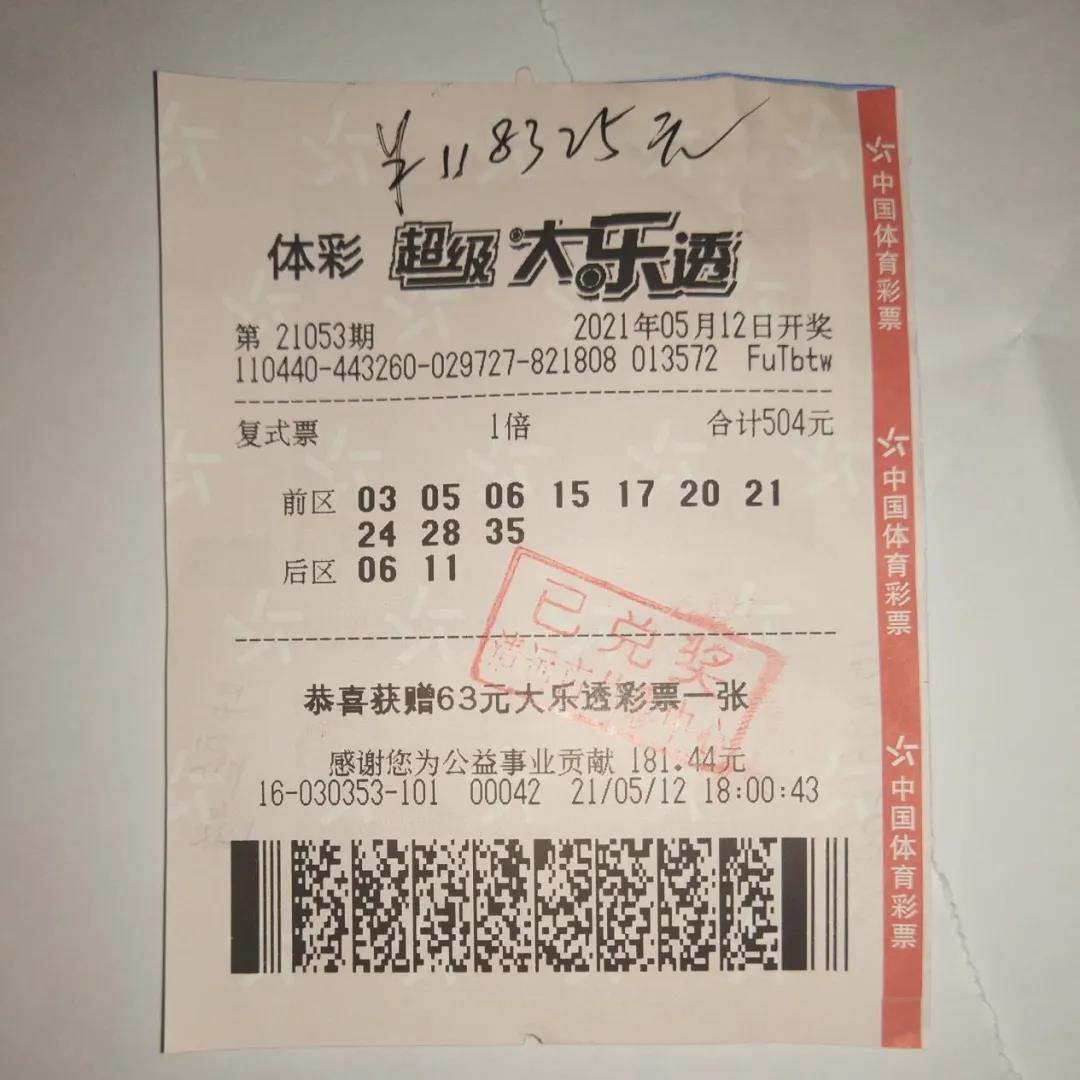 ¥118325元
体彩 超级大乐透
第 21053期 2021年05月12日开奖
110440-443260-029727-821808 013572 FuTbtw
复式票 1倍 合计504元
前区 03 05 06 15 17 20 21
24 28 35
后区 06 11
已兑奖
恭喜获赠63元大乐透彩票一张
感谢您为公益事业贡献 181.44元
16-030353-101 00042 21/05/12 18:00:43
中国体育彩票
中国体育彩票
中国体育彩票